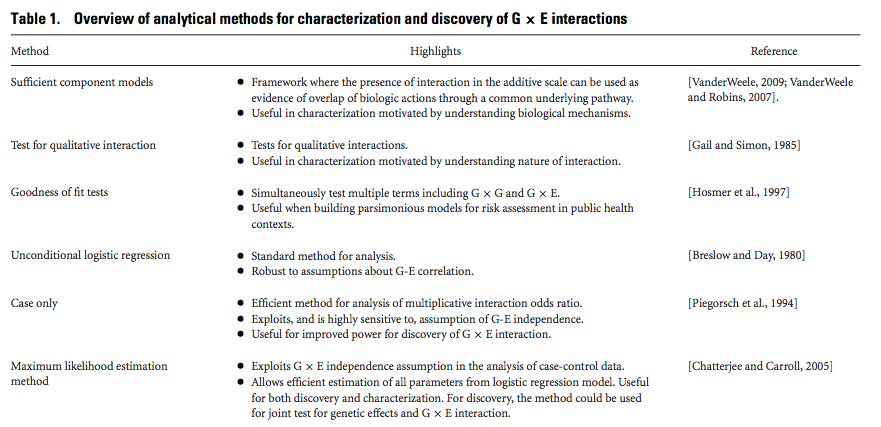 Table 1. Overview of analytical methods for characterization and discovery of G × E interactions
Method Highlights Reference
Sufficient component models ● Framework where the presence of interaction in the additive scale can be used as [VanderWeele, 2009; VanderWeele
evidence of overlap of biologic actions through a common underlying pathway. and Robins, 2007].
● Useful in characterization motivated by understanding biological mechanisms.
Test for qualitative interaction ● Tests for qualitative interactions. [Gail and Simon, 1985]
● Useful in characterization motivated by understanding nature of interaction.
Goodness of fit tests ● Simultaneously test multiple terms including G × G and G × E. [Hosmer et al., 1997]
● Useful when building parsimonious models for risk assessment in public health
contexts.
Unconditional logistic regression ● Standard method for analysis. [Breslow and Day, 1980]
● Robust to assumptions about G-E correlation.
Case only ● Efficient method for analysis of multiplicative interaction odds ratio. [Piegorsch et al., 1994]
● Exploits, and is highly sensitive to, assumption of G-E independence.
● Useful for improved power for discovery of G × E interaction.
Maximum likelihood estimation ● Exploits G × E independence assumption in the analysis of case-control data. [Chatterjee and Carroll, 2005]
method ● Allows efficient estimation of all parameters from logistic regression model. Useful
for both discovery and characterization. For discovery, the method could be used
for joint test for genetic effects and G × E interaction.